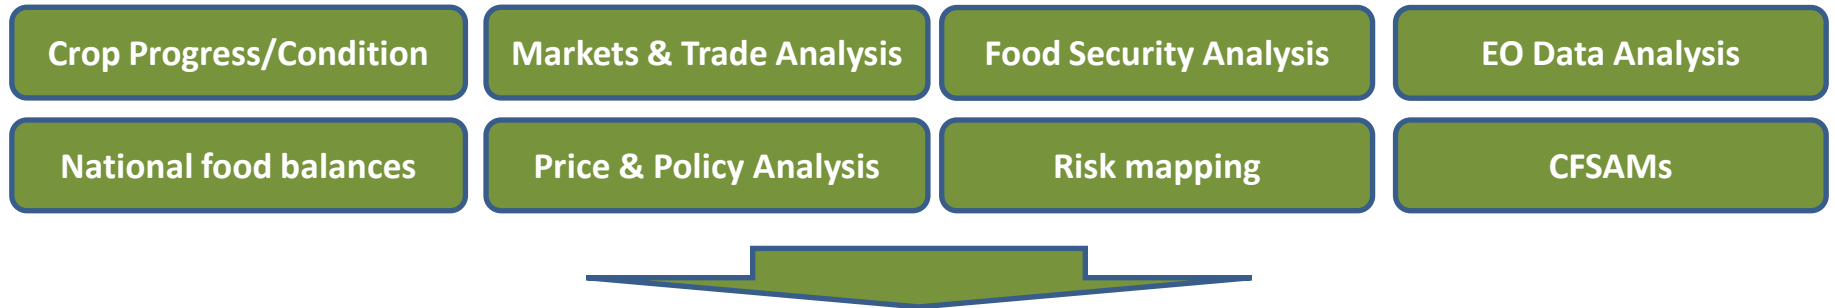 Crop Progress/Condition
Markets & Trade Analysis
Food Security Analysis
EO Data Analysis
National food balances
Price & Policy Analysis
Risk mapping
CFSAMs